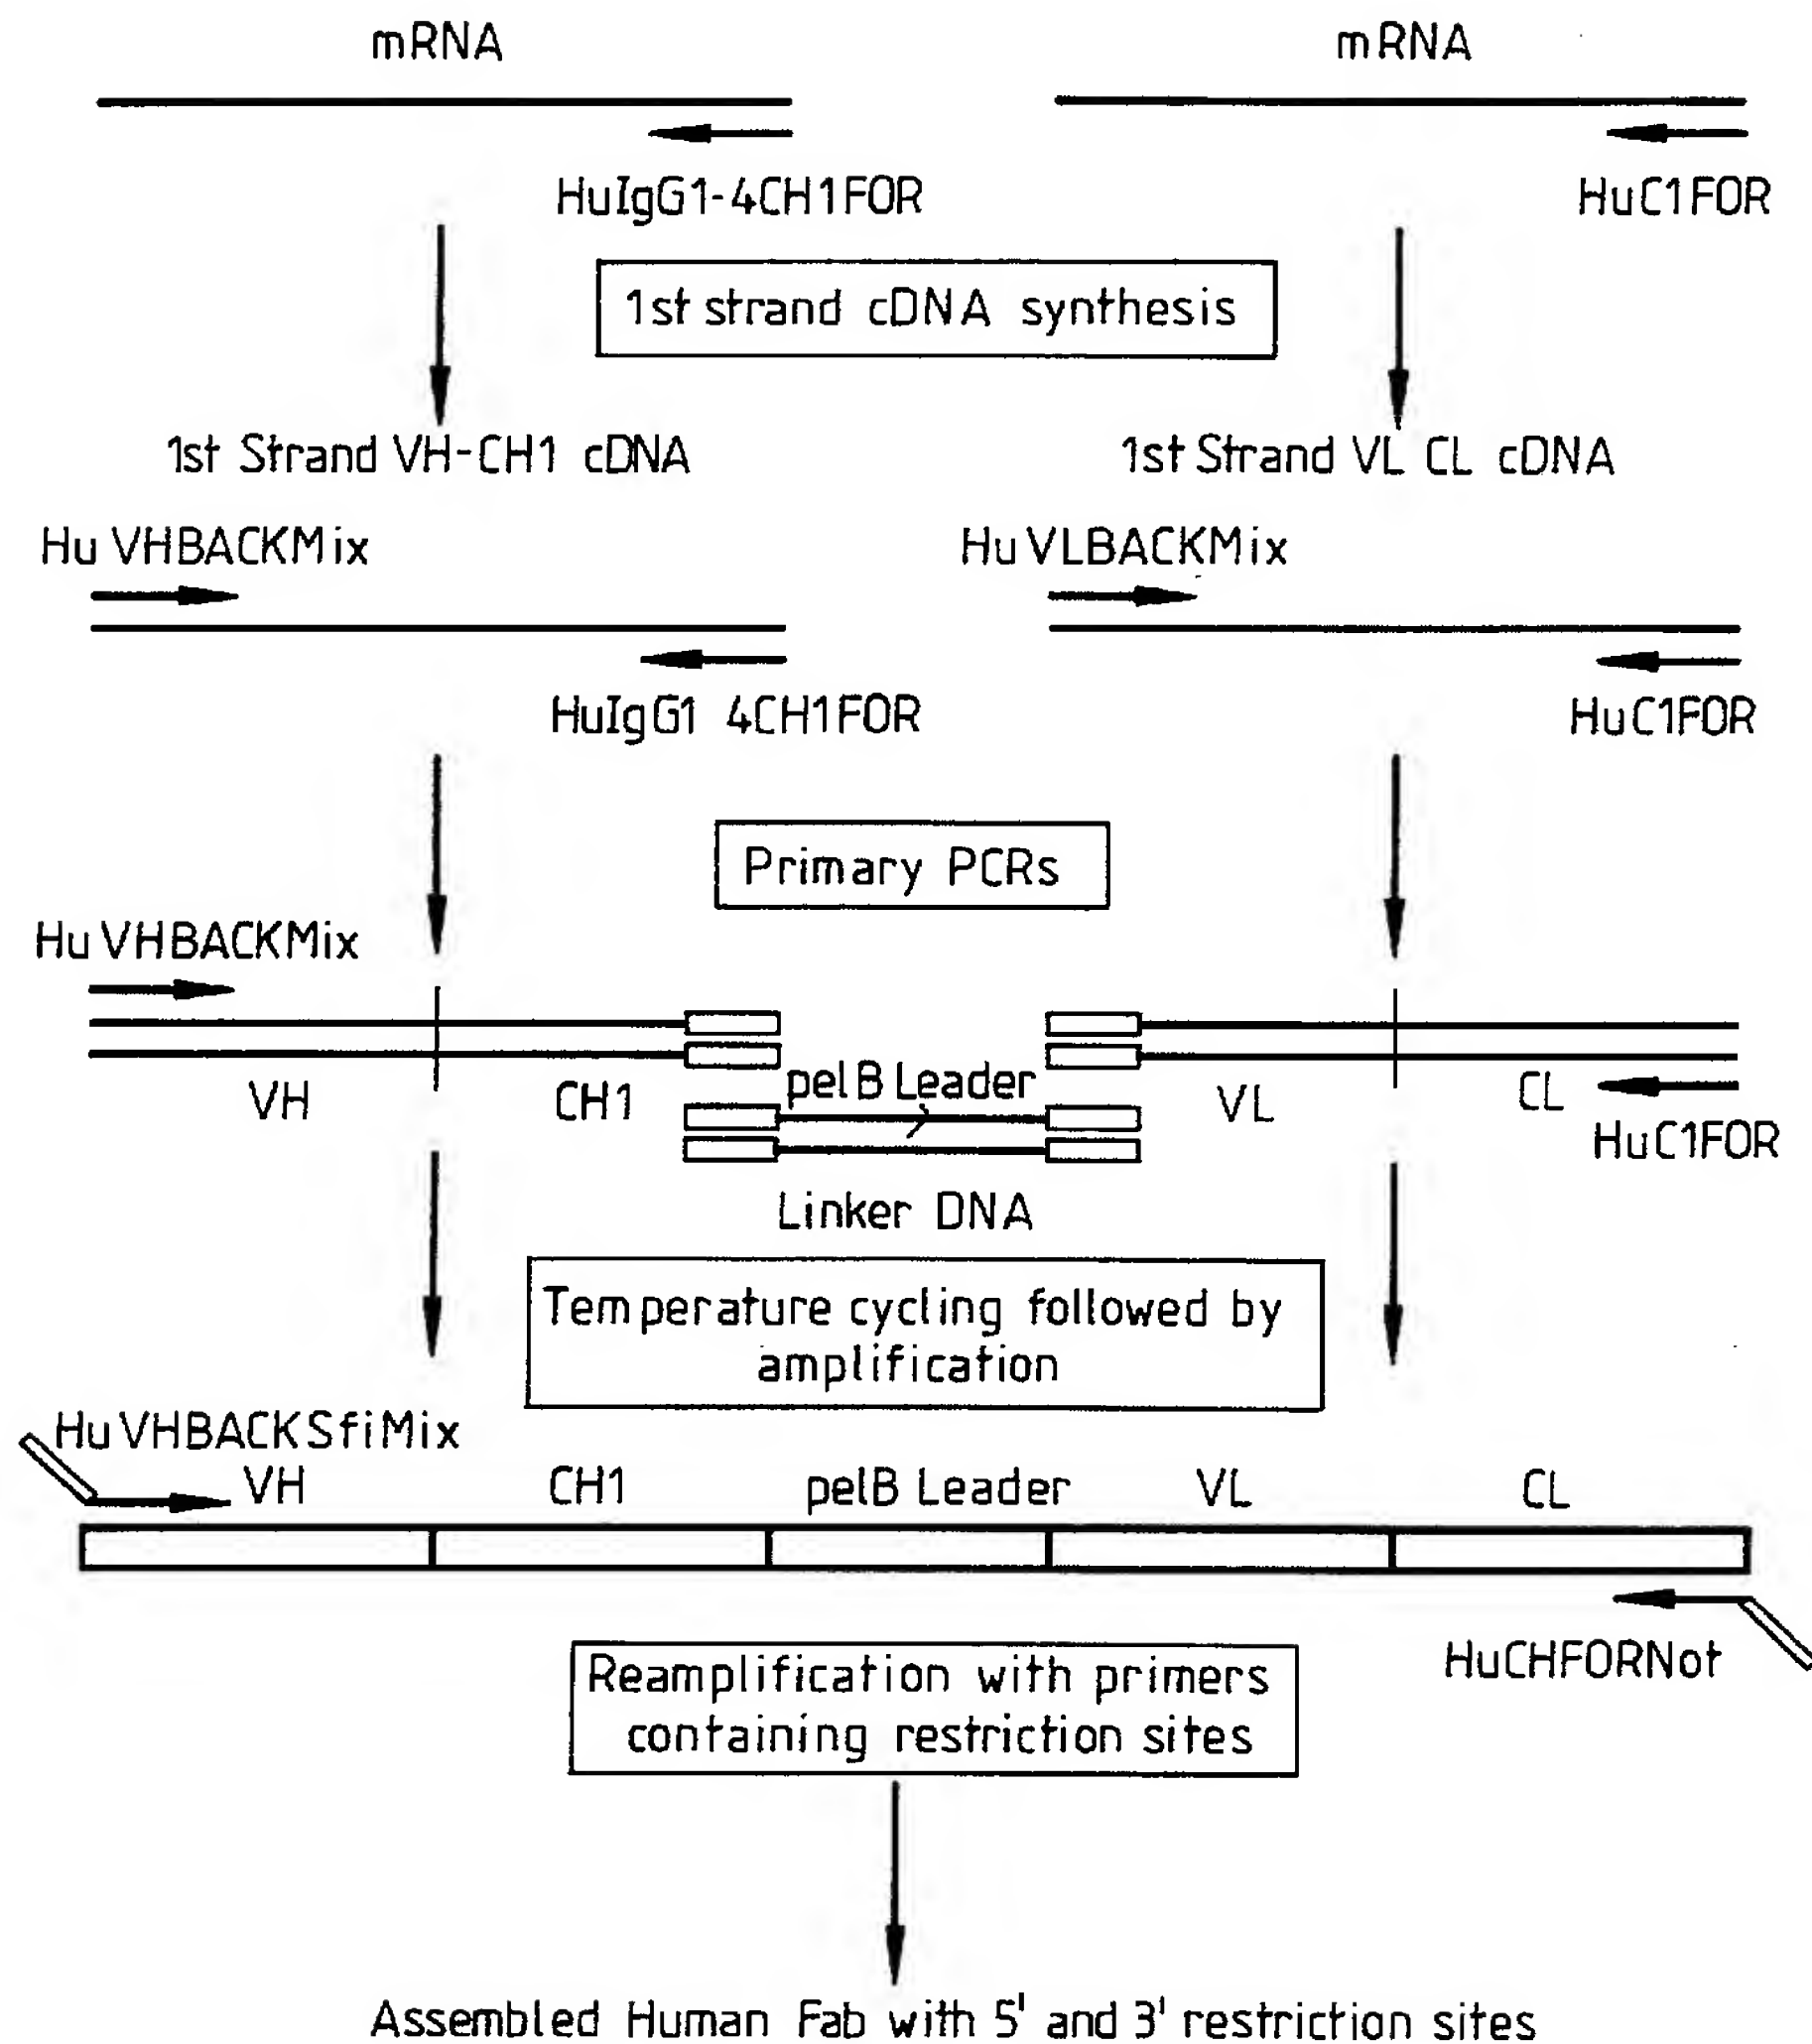 mRNA
mRNA
HuIgG1-4CH1FOR
HuC1FOR
1st strand cDNA synthesis
1st Strand VH-CH1 cDNA
1st Strand VL CL cDNA
Hu VHBACKMix
Hu VLBACKMix
HuIgG1 4CH1FOR
HuC1FOR
Primary PCRs
Hu VHBACKMix
VH
CH1
pelB Leader
VL
CL
HuC1FOR
Linker DNA
Temperature cycling followed by
amplification
HuVHBACKSfiMix
VH
CH1
pelB Leader
VL
CL
HuCHFORNot
Reamplification with primers
containing restriction sites
Assembled Human Fab with 5' and 3' restriction sites